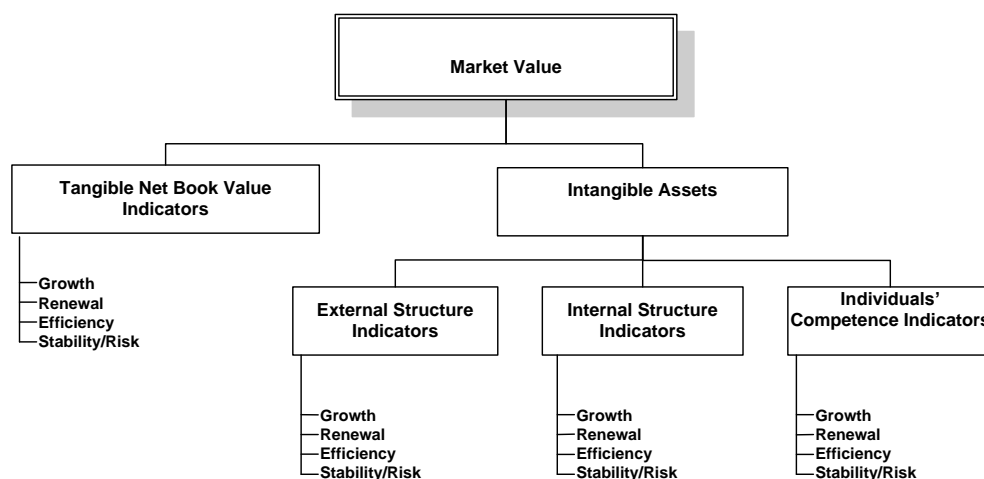 Market Value
Tangible Net Book Value
Indicators
Intangible Assets
Growth
Renewal
Efficiency
Stability/Risk
External Structure
Indicators
Internal Structure
Indicators
Individuals’
Competence Indicators
Growth
Renewal
Efficiency
Stability/Risk
Growth
Renewal
Efficiency
Stability/Risk
Growth
Renewal
Efficiency
Stability/Risk